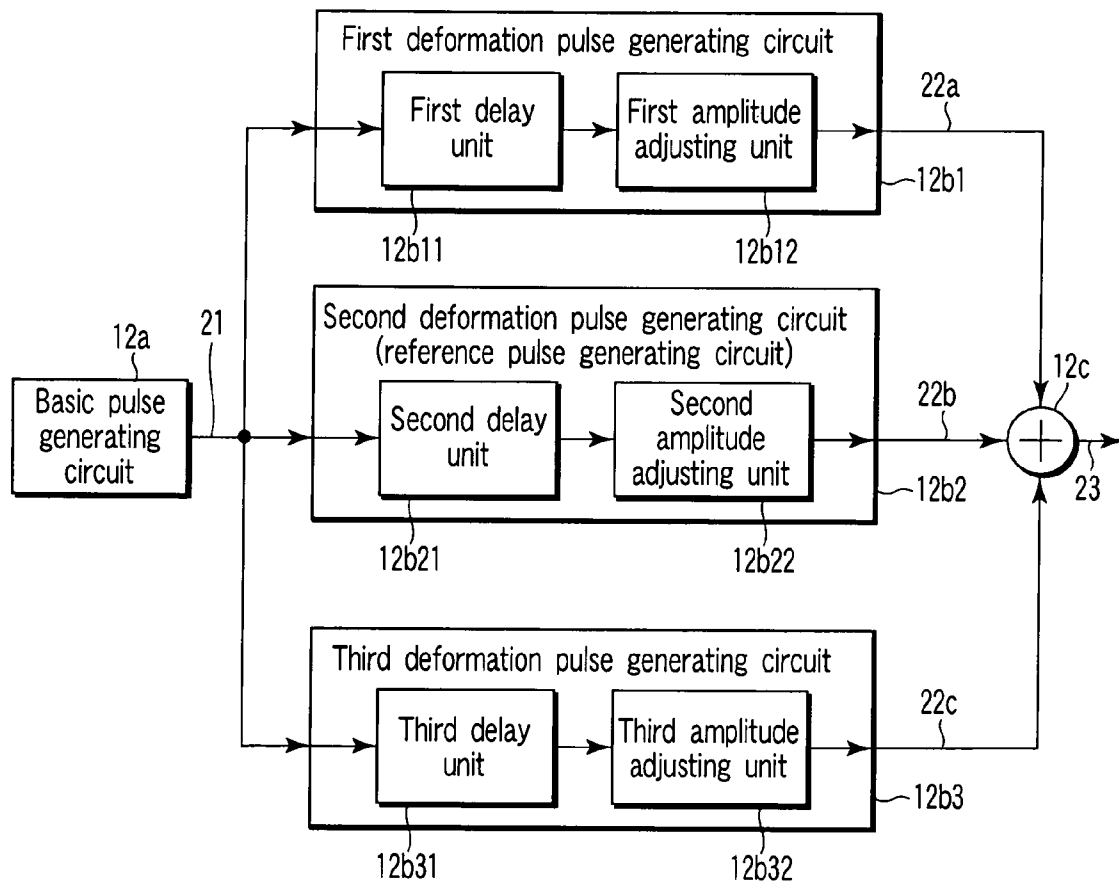 First deformation pulse generating circuit
First delay
unit
First amplitude
adjusting unit
22a
12b1
12b11
12b12
Second deformation pulse generating circuit
(reference pulse generating circuit)
12a
21
Basic pulse
generating
circuit
Second delay
unit
Second
amplitude
adjusting unit
22b
12c
23
12b2
12b21
12b22
Third deformation pulse generating circuit
Third delay
unit
Third amplitude
adjusting unit
22c
12b3
12b31
12b32